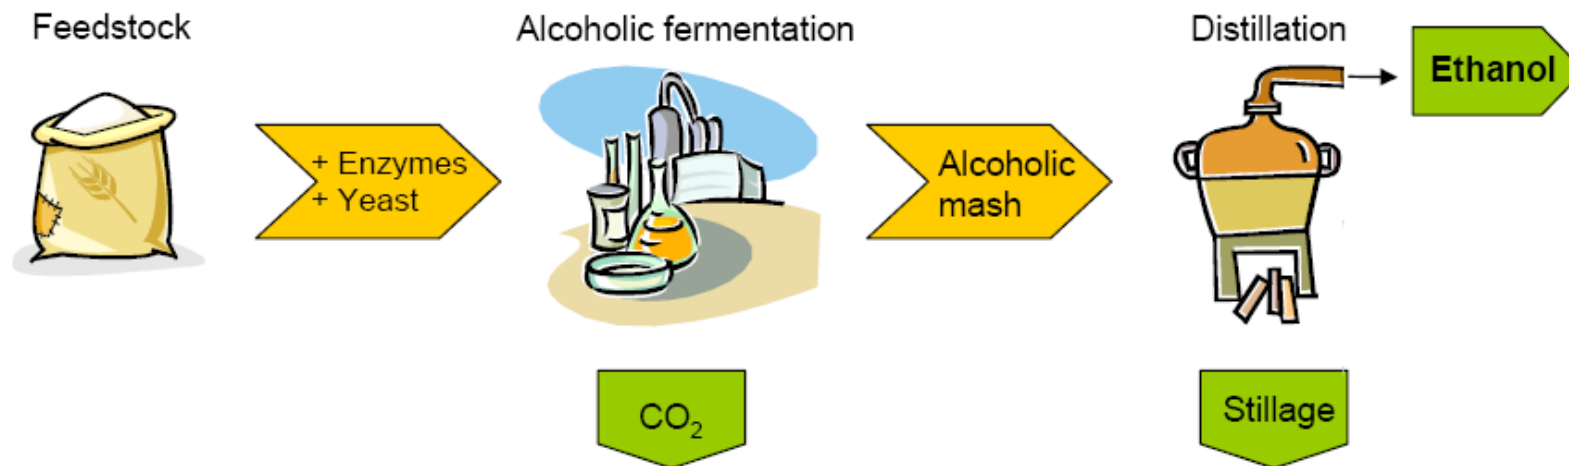 Feedstock
Alcoholic fermentation
Distillation
Ethanol
+ Enzymes
+ Yeast
Alcoholic
mash
CO₂
Stillage